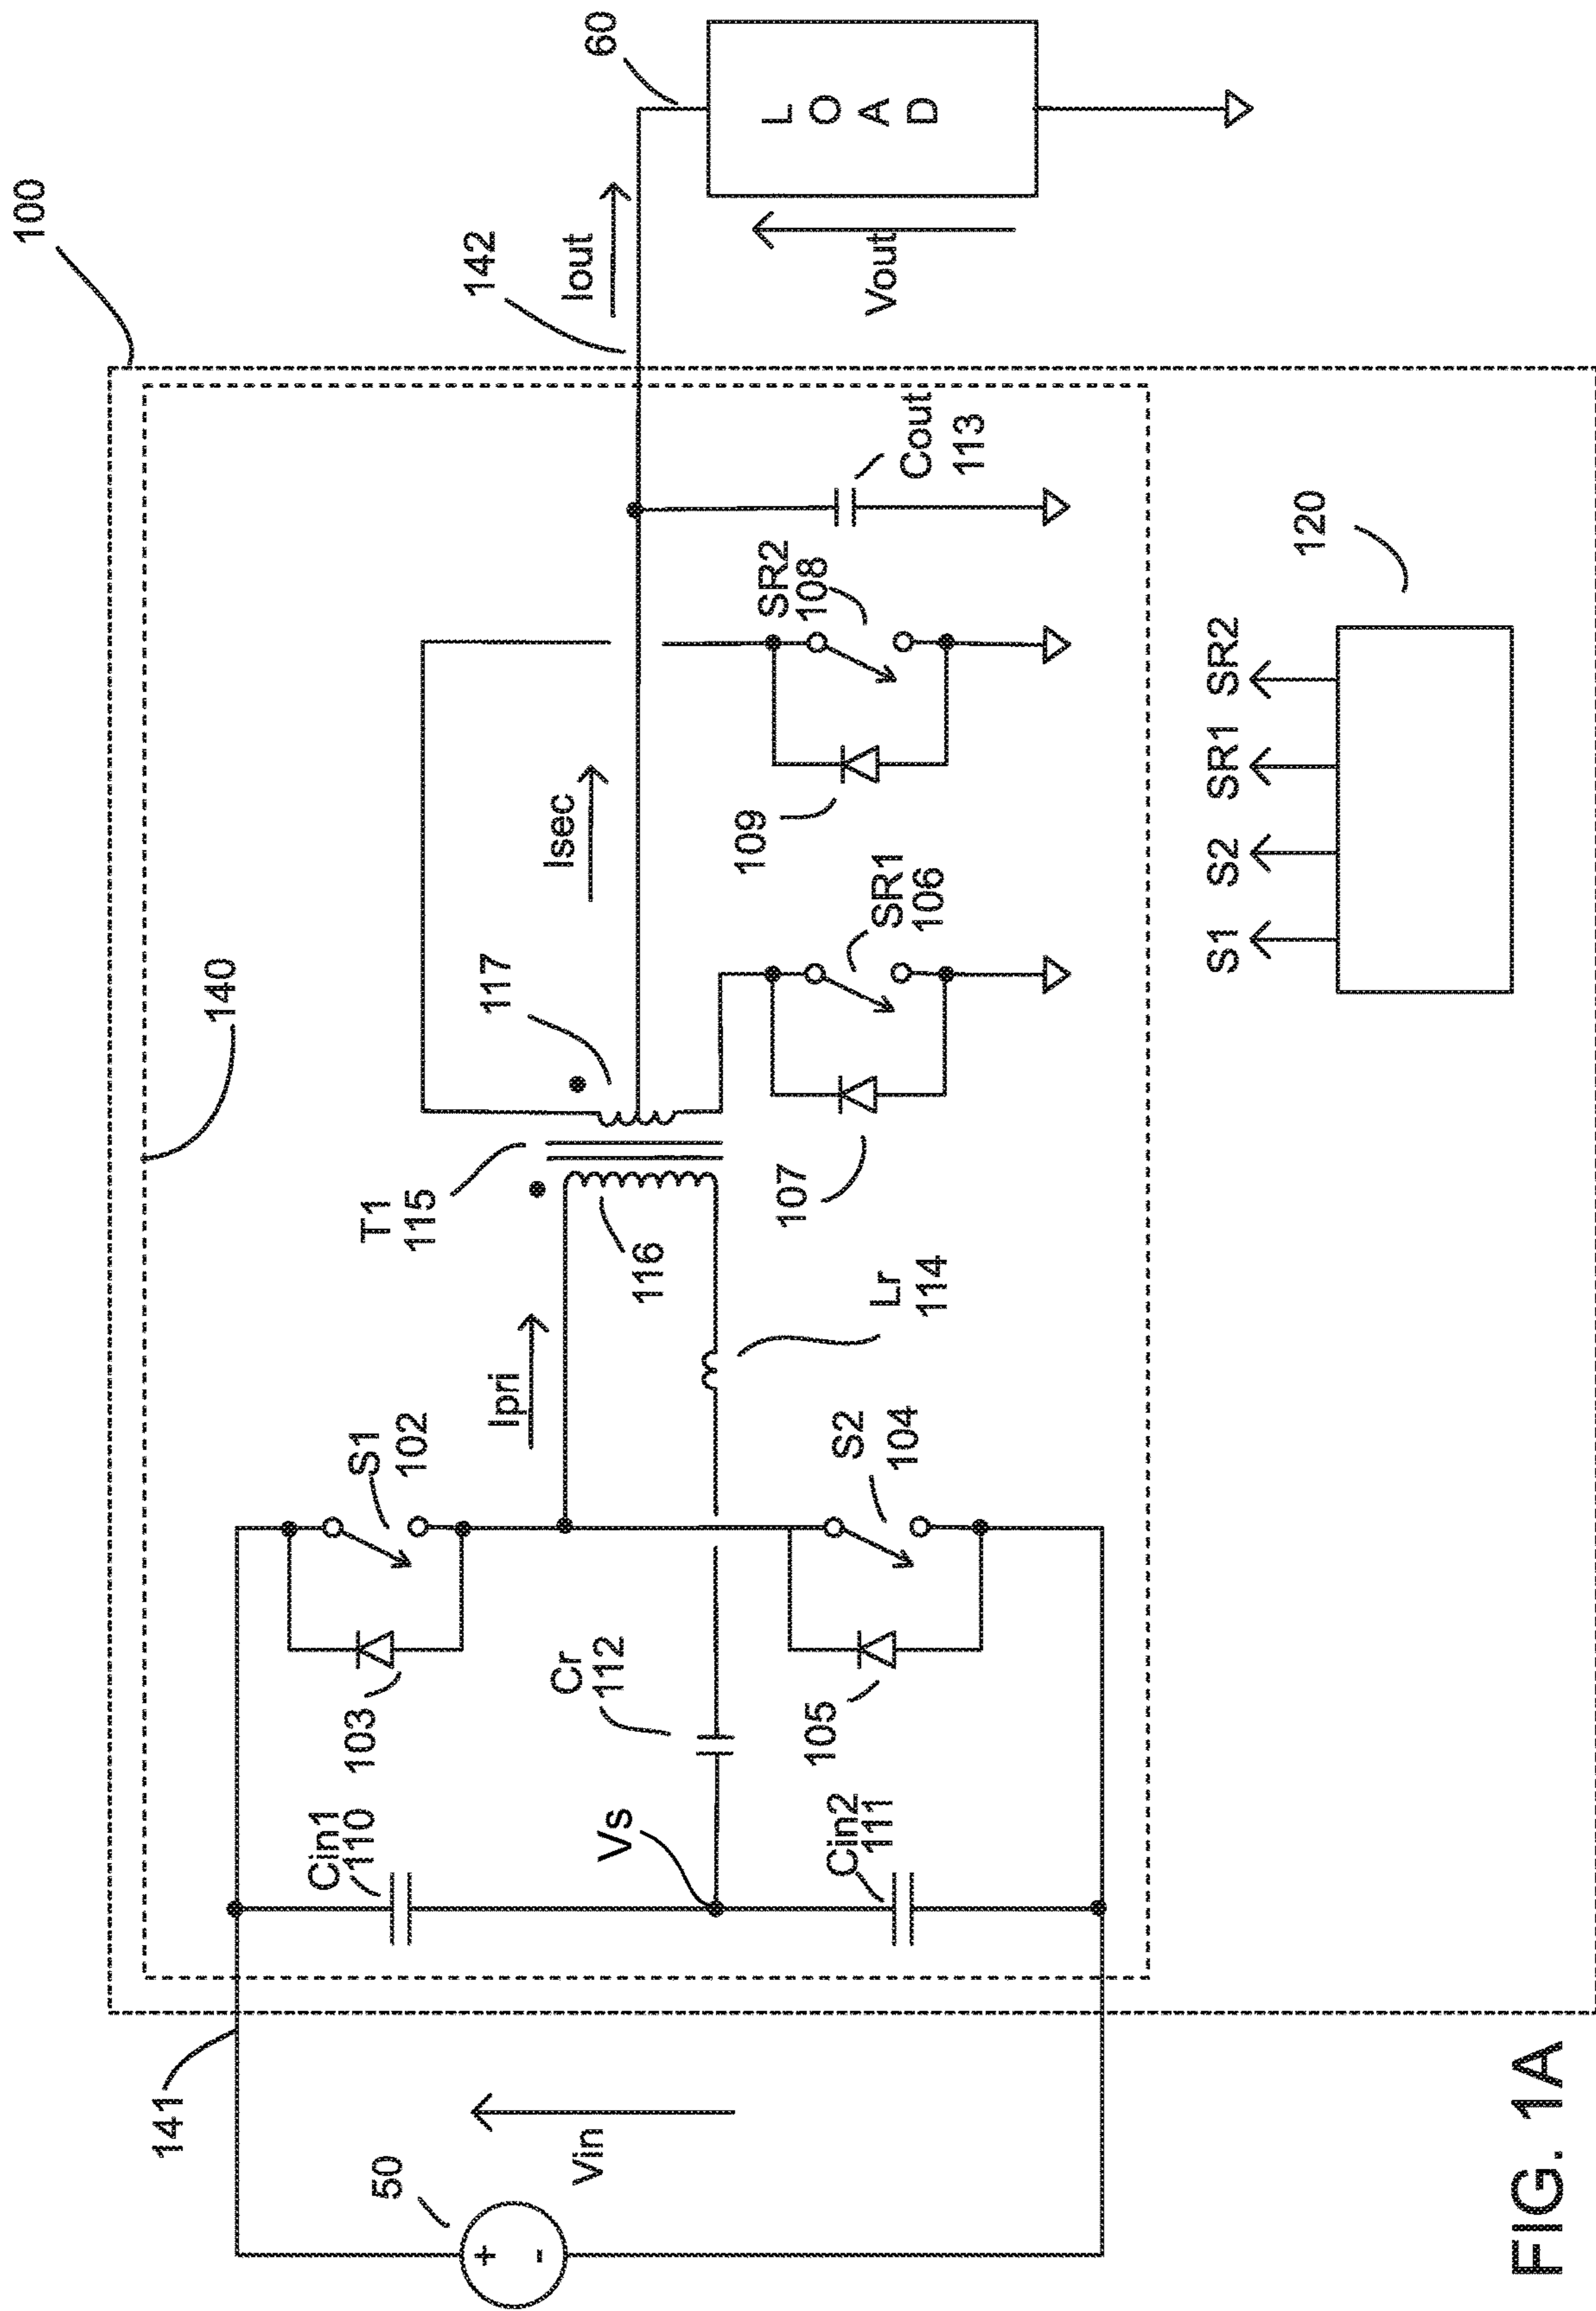 100
140
141
142
50
+
-
Vin
Cin1
110
Vs
Cin2
111
103
S1
102
Cr
112
105
S2
104
Ipri
Lr
114
T1
115
116
117
107
SR1
106
Isec
109
SR2
108
Cout
113
Iout
60
LOAD
Vout
S1
S2
SR1
SR2
120
FIG. 1A